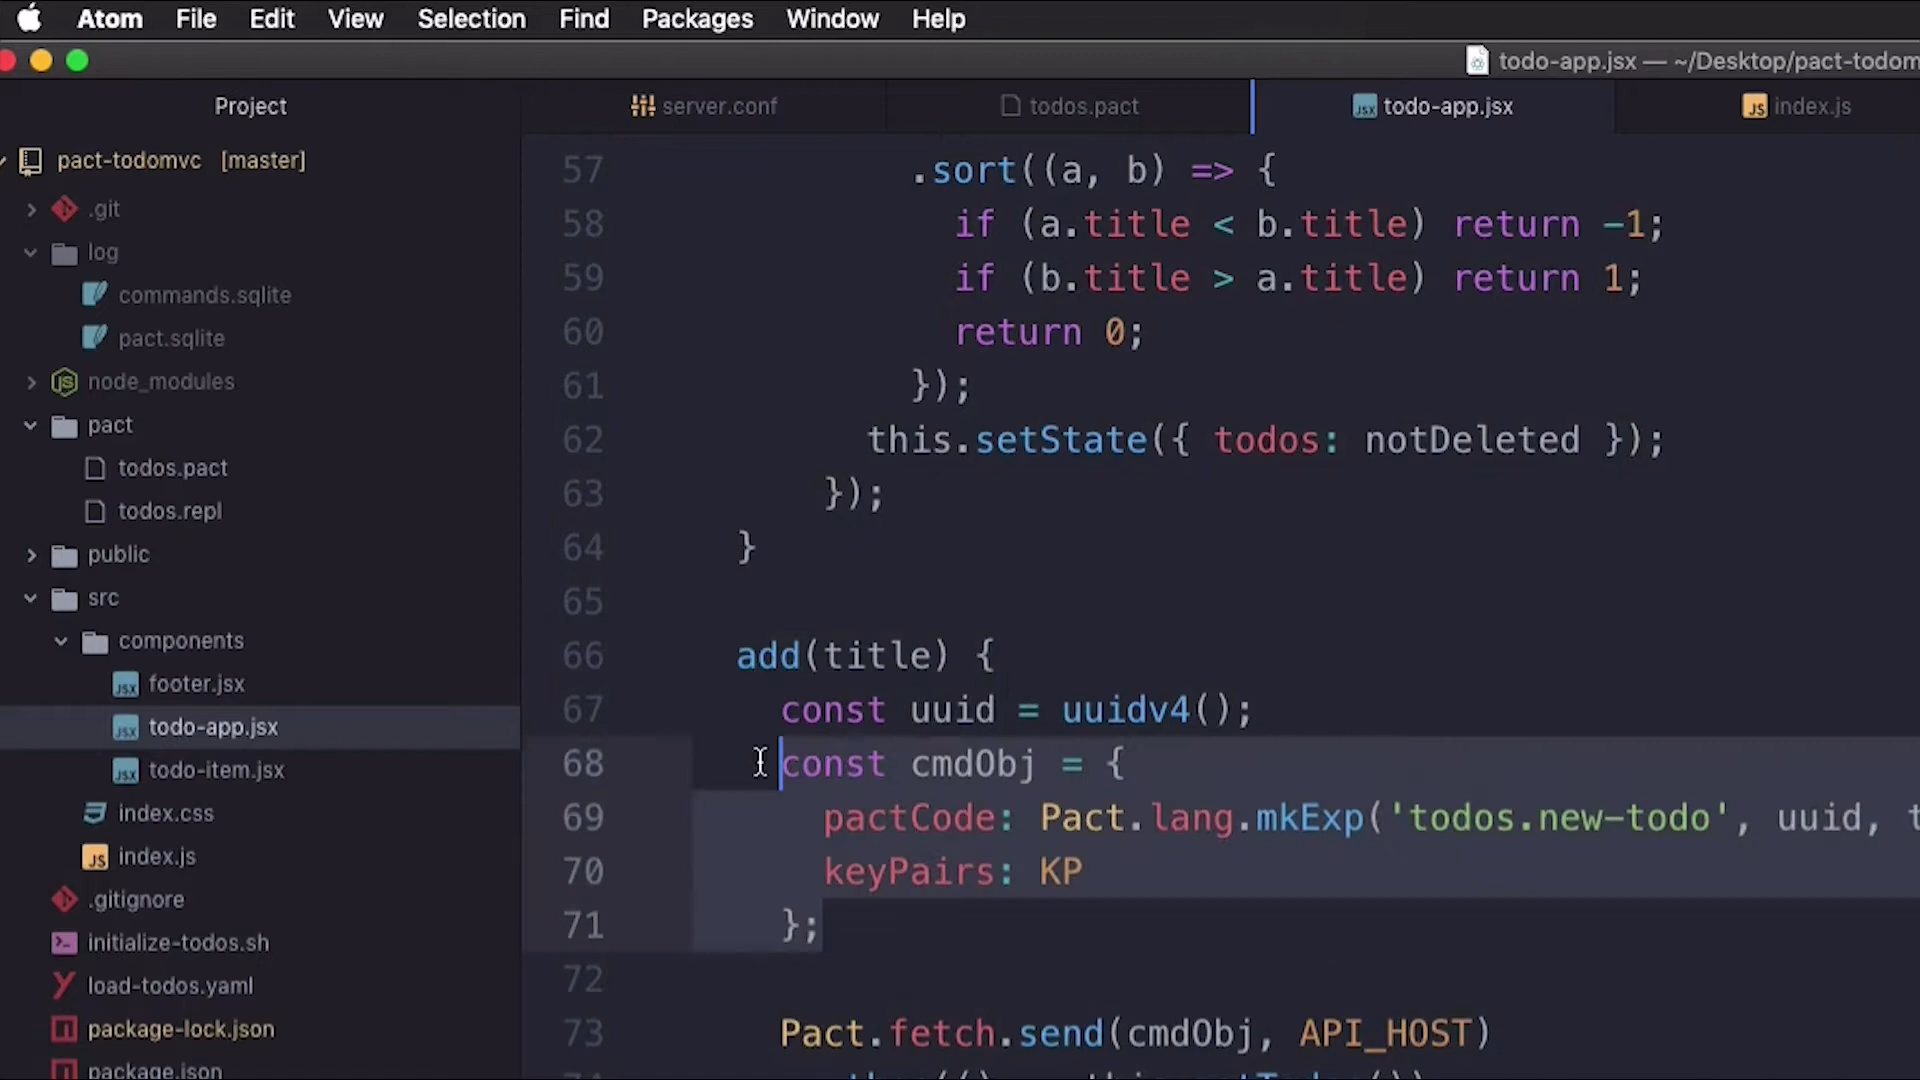 Atom File Edit View Selection Find Packages Window Help
todo-app.jsx — ~/Desktop/pact-todom
Project
server.conf
todos.pact
todo-app.jsx
index.js
pact-todomvc [master]
.git
log
commands.sqlite
pact.sqlite
node_modules
pact
todos.pact
todos.repl
public
src
components
footer.jsx
todo-app.jsx
todo-item.jsx
index.css
index.js
.gitignore
initialize-todos.sh
load-todos.yaml
package-lock.json
package.json
57 .sort((a, b) => {
58 if (a.title < b.title) return -1;
59 if (b.title > a.title) return 1;
60 return 0;
61 });
62 this.setState({ todos: notDeleted });
63 });
64 }
65
66 add(title) {
67 const uuid = uuidv4();
68 const cmdObj = {
69 pactCode: Pact.lang.mkExp('todos.new-todo', uuid, t
70 keyPairs: KP
71 };
72
73 Pact.fetch.send(cmdObj, API_HOST)